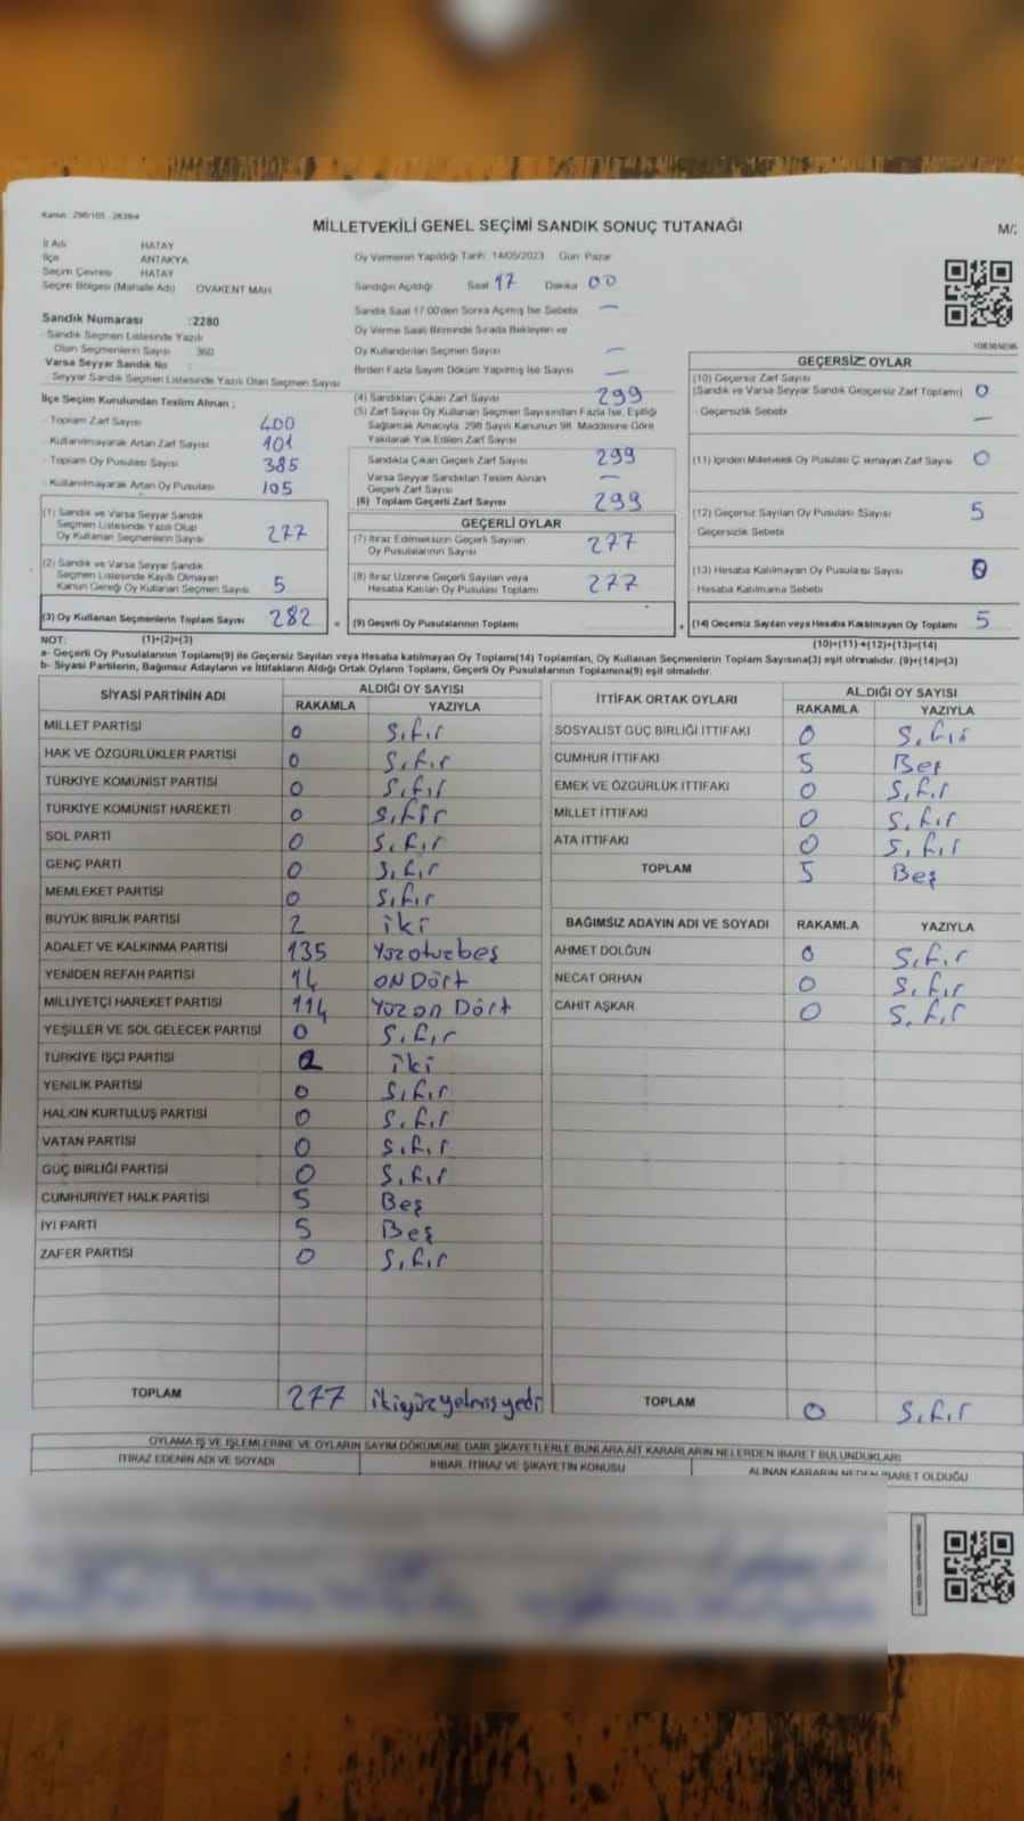 Kanun : 298/105 - 2839/4
MİLLETVEKİLİ GENEL SEÇİMİ SANDIK SONUÇ TUTANAĞI
M/2
İl Adı HATAY
İlçe ANTAKYA
Seçim Çevresi HATAY
Seçim Bölgesi (Mahalle Adı) OVAKENT MAH.
Sandık Numarası :2280
Sandık Seçmen Listesinde Yazılı
Olan Seçmenlerin Sayısı 360
Varsa Seyyar Sandık No
Seyyar Sandık Seçmen Listesinde Yazılı Olan Seçmen Sayısı
İlçe Seçim Kurulundan Teslim Alınan ;
Toplam Zarf Sayısı 400
Kullanılmayarak Artan Zarf Sayısı 101
Toplam Oy Pusulası Sayısı 385
Kullanılmayarak Artan Oy Pusulası 105
(1) Sandık ve Varsa Seyyar Sandık
Seçmen Listesinde Yazılı Olup
Oy Kullanan Seçmenlerin Sayısı 277
(2) Sandık ve Varsa Seyyar Sandık
Seçmen Listesinde Kayıtlı Olmayan
Kanun Gereği Oy Kullanan Seçmen Sayısı 5
(3) Oy Kullanan Seçmenlerin Toplam Sayısı 282 =
Oy Vermenin Yapıldığı Tarih: 14/05/2023 Gün: Pazar
Sandığın Açıldığı Saat 17 Dakika 00
Sandık Saat 17:00'den Sonra Açılmış İse Sebebi —
Oy Verme Saati Bitiminde Sırada Bekleyen ve
Oy Kullandırılan Seçmen Sayısı —
Birden Fazla Sayım Döküm Yapılmış İse Sayısı —
(4) Sandıktan Çıkan Zarf Sayısı 299
(5) Zarf Sayısı Oy Kullanan Seçmen Sayısından Fazla İse, Eşitliği
Sağlamak Amacıyla, 298 Sayılı Kanunun 98. Maddesine Göre
Yakılarak Yok Edilen Zarf Sayısı
Sandıkta Çıkan Geçerli Zarf Sayısı 299
Varsa Seyyar Sandıktan Teslim Alınan
Geçerli Zarf Sayısı —
(6) Toplam Geçerli Zarf Sayısı 299
GEÇERLİ OYLAR
(7) İtiraz Edilmeksizin Geçerli Sayılan
Oy Pusulalarının Sayısı 277
(8) İtiraz Üzerine Geçerli Sayılan veya
Hesaba Katılan Oy Pusulası Toplamı 277
(9) Geçerli Oy Pusulalarının Toplamı +
GEÇERSİZ OYLAR
(10) Geçersiz Zarf Sayısı
(Sandık ve Varsa Seyyar Sandık Geçersiz Zarf Toplamı) 0
Geçersizlik Sebebi —
(11) İçinden Milletvekili Oy Pusulası Çıkmayan Zarf Sayısı 0
(12) Geçersiz Sayılan Oy Pusulası Sayısı 5
Geçersizlik Sebebi
(13) Hesaba Katılmayan Oy Pusulası Sayısı 0
Hesaba Katılmama Sebebi
(14) Geçersiz Sayılan veya Hesaba Katılmayan Oy Toplamı 5
NOT: (1)+(2)=(3) (10)+(11)+(12)+(13)=(14)
a- Geçerli Oy Pusulalarının Toplamı(9) ile Geçersiz Sayılan veya Hesaba katılmayan Oy Toplamı(14) Toplamları, Oy Kullanan Seçmenlerin Toplam Sayısına(3) eşit olmalıdır. (9)+(14)=(3)
b- Siyasi Partilerin, Bağımsız Adayların ve İttifakların Aldığı Ortak Oyların Toplamı, Geçerli Oy Pusulalarının Toplamına(9) eşit olmalıdır.
SİYASİ PARTİNİN ADI ALDIĞI OY SAYISI
RAKAMLA YAZIYLA
MİLLET PARTİSİ 0 Sıfır
HAK VE ÖZGÜRLÜKLER PARTİSİ 0 Sıfır
TÜRKİYE KOMÜNİST PARTİSİ 0 Sıfır
TÜRKİYE KOMÜNİST HAREKETİ 0 Sıfır
SOL PARTİ 0 Sıfır
GENÇ PARTİ 0 Sıfır
MEMLEKET PARTİSİ 0 Sıfır
BÜYÜK BİRLİK PARTİSİ 2 iki
ADALET VE KALKINMA PARTİSİ 135 Yüzotuzbeş
YENİDEN REFAH PARTİSİ 14 ON Dört
MİLLİYETÇİ HAREKET PARTİSİ 114 Yüz on Dört
YEŞİLLER VE SOL GELECEK PARTİSİ 0 Sıfır
TÜRKİYE İŞÇİ PARTİSİ 2 iki
YENİLİK PARTİSİ 0 Sıfır
HALKIN KURTULUŞ PARTİSİ 0 Sıfır
VATAN PARTİSİ 0 Sıfır
GÜÇ BİRLİĞİ PARTİSİ 0 Sıfır
CUMHURİYET HALK PARTİSİ 5 Beş
İYİ PARTİ 5 Beş
ZAFER PARTİSİ 0 Sıfır
TOPLAM 277 ikiyüzyetmişyedi
İTTİFAK ORTAK OYLARI ALDIĞI OY SAYISI
RAKAMLA YAZIYLA
SOSYALİST GÜÇ BİRLİĞİ İTTİFAKI 0 Sıfır
CUMHUR İTTİFAKI 5 Beş
EMEK VE ÖZGÜRLÜK İTTİFAKI 0 Sıfır
MİLLET İTTİFAKI 0 Sıfır
ATA İTTİFAKI 0 Sıfır
TOPLAM 5 Beş
BAĞIMSIZ ADAYIN ADI VE SOYADI RAKAMLA YAZIYLA
AHMET DOLĞUN 0 Sıfır
NECAT ORHAN 0 Sıfır
CAHİT AŞKAR 0 Sıfır
TOPLAM 0 Sıfır
OYLAMA İŞ VE İŞLEMLERİNE VE OYLARIN SAYIM DÖKÜMÜNE DAİR ŞİKAYETLERLE BUNLARA AİT KARARLARIN NELERDEN İBARET BULUNDUKLARI
İTİRAZ EDENİN ADI VE SOYADI İHBAR, İTİRAZ VE ŞİKAYETİN KONUSU ALINAN KARARIN NEDEN İBARET OLDUĞU